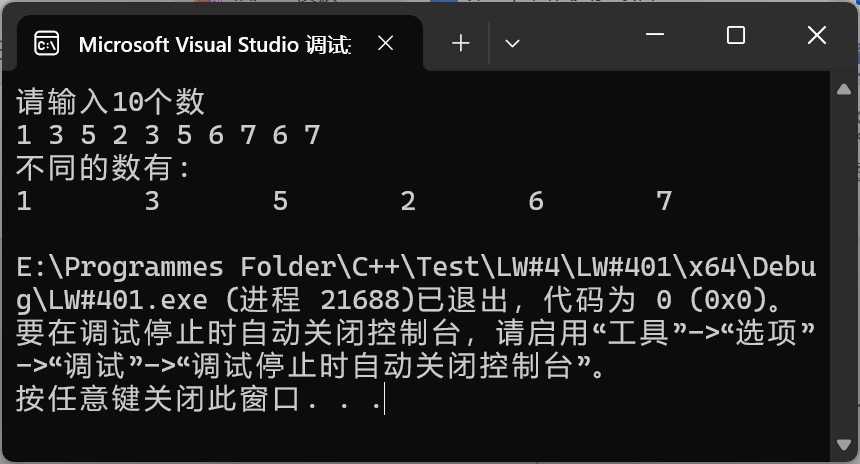 Microsoft Visual Studio 调试
请输入10个数
1 3 5 2 3 5 6 7 6 7
不同的数有:
1 3 5 2 6 7
E:\Programmes Folder\C++\Test\LW#4\LW#401\x64\Debu
g\LW#401.exe (进程 21688)已退出，代码为 0 (0x0)。
要在调试停止时自动关闭控制台，请启用“工具”->“选项”
->“调试”->“调试停止时自动关闭控制台”。
按任意键关闭此窗口. . .